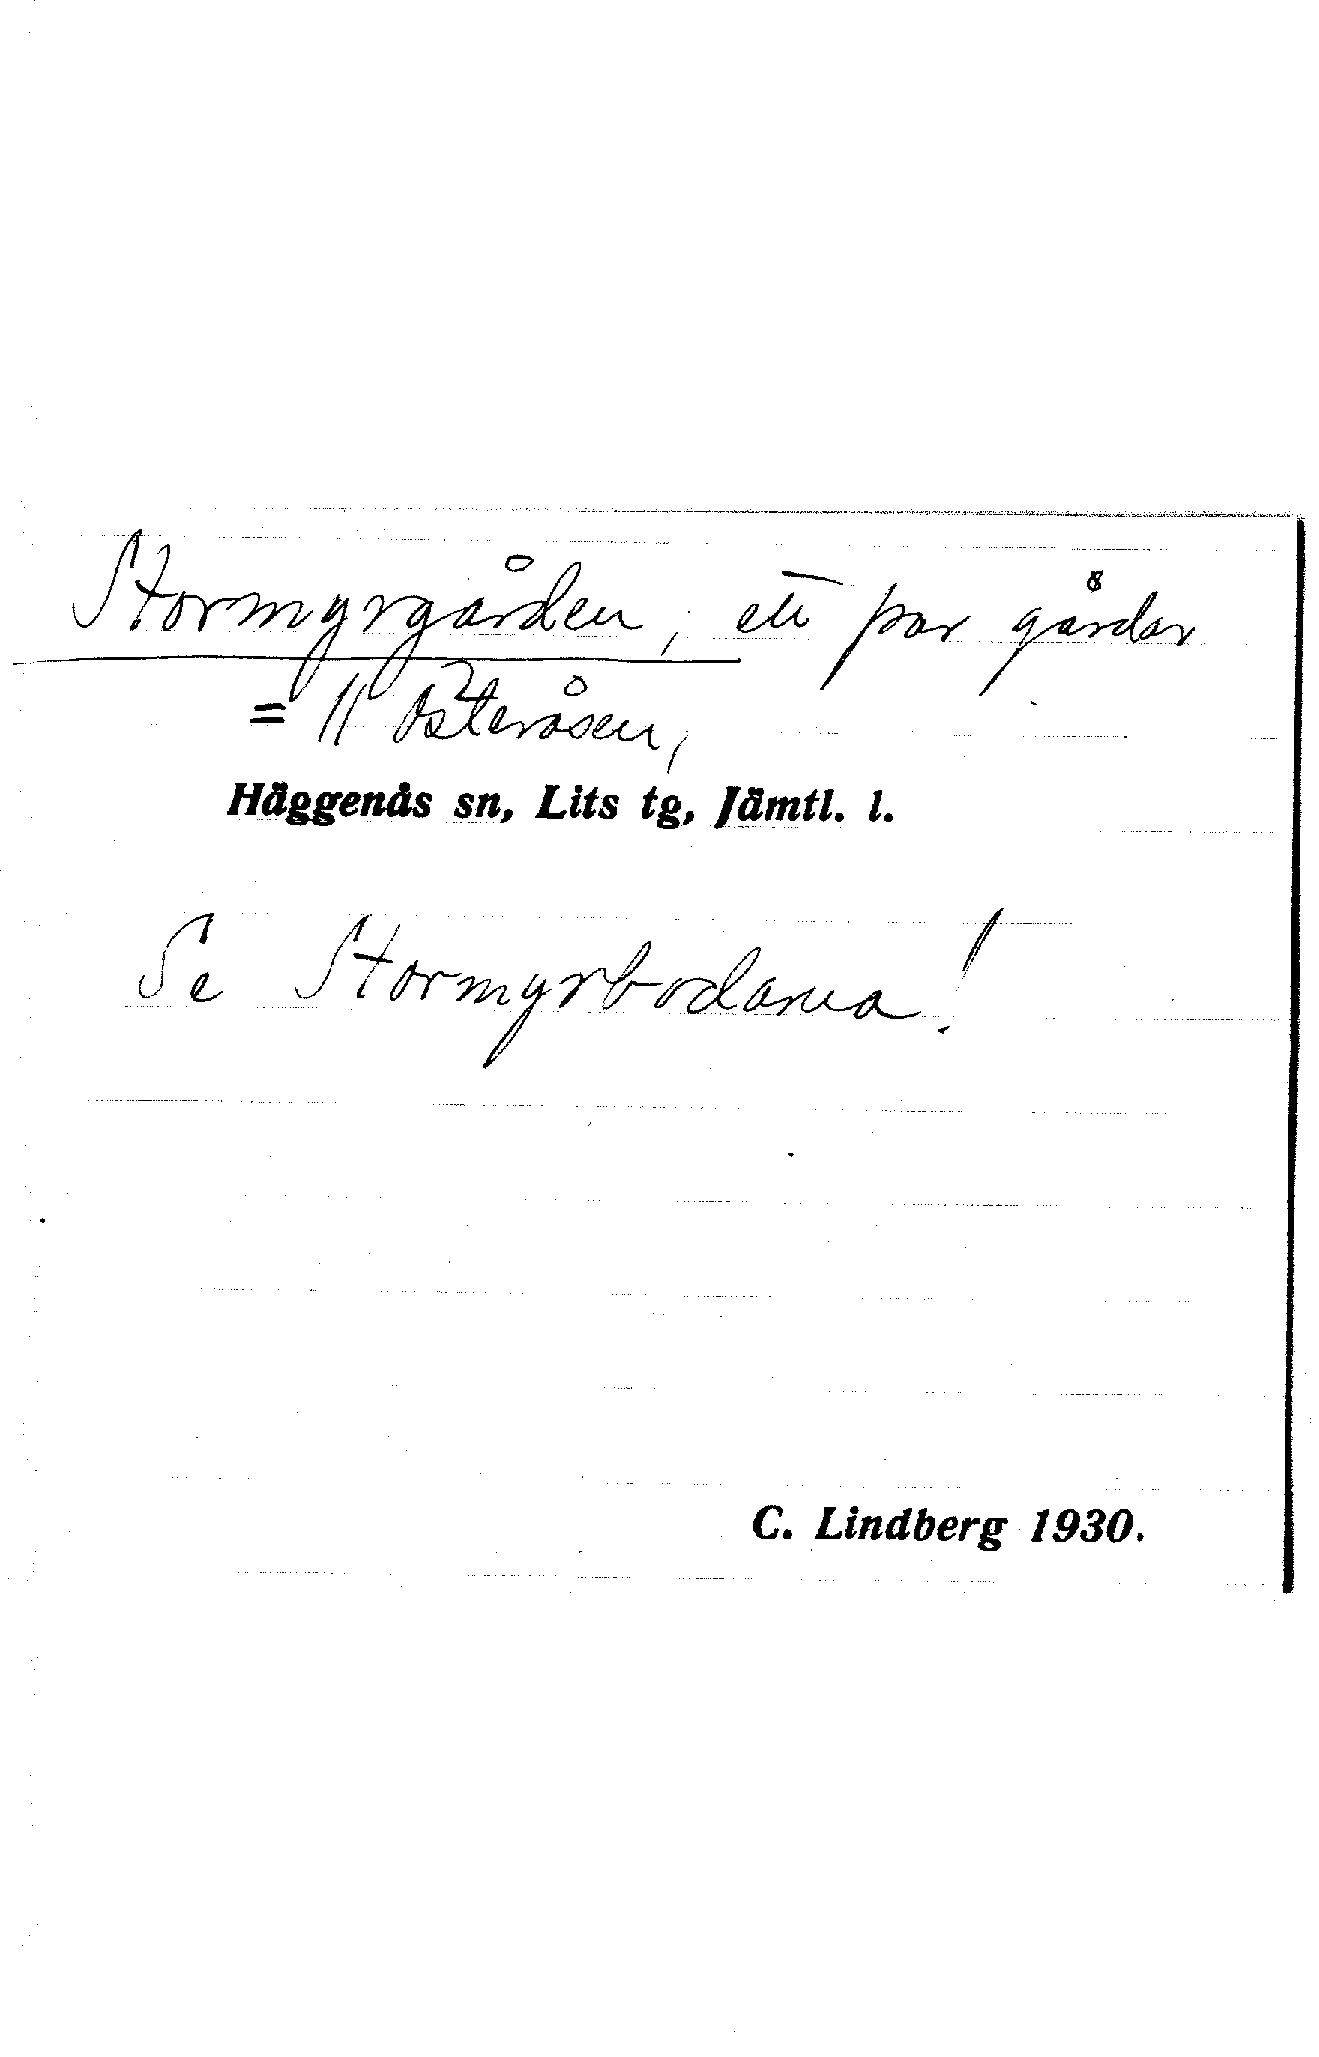 Stormyrgården, ett par gårdar
= 11 Österåsen,
Häggenås sn, Lits tg, Jämtl. l.
Se Stormyrbodarna!
C. Lindberg 1930.